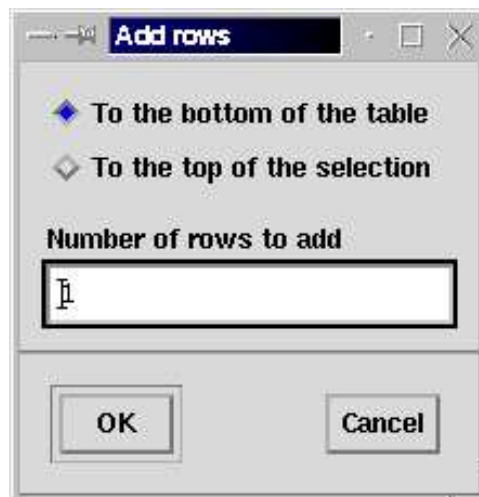 Add rows
To the bottom of the table
To the top of the selection
Number of rows to add
1
OK
Cancel